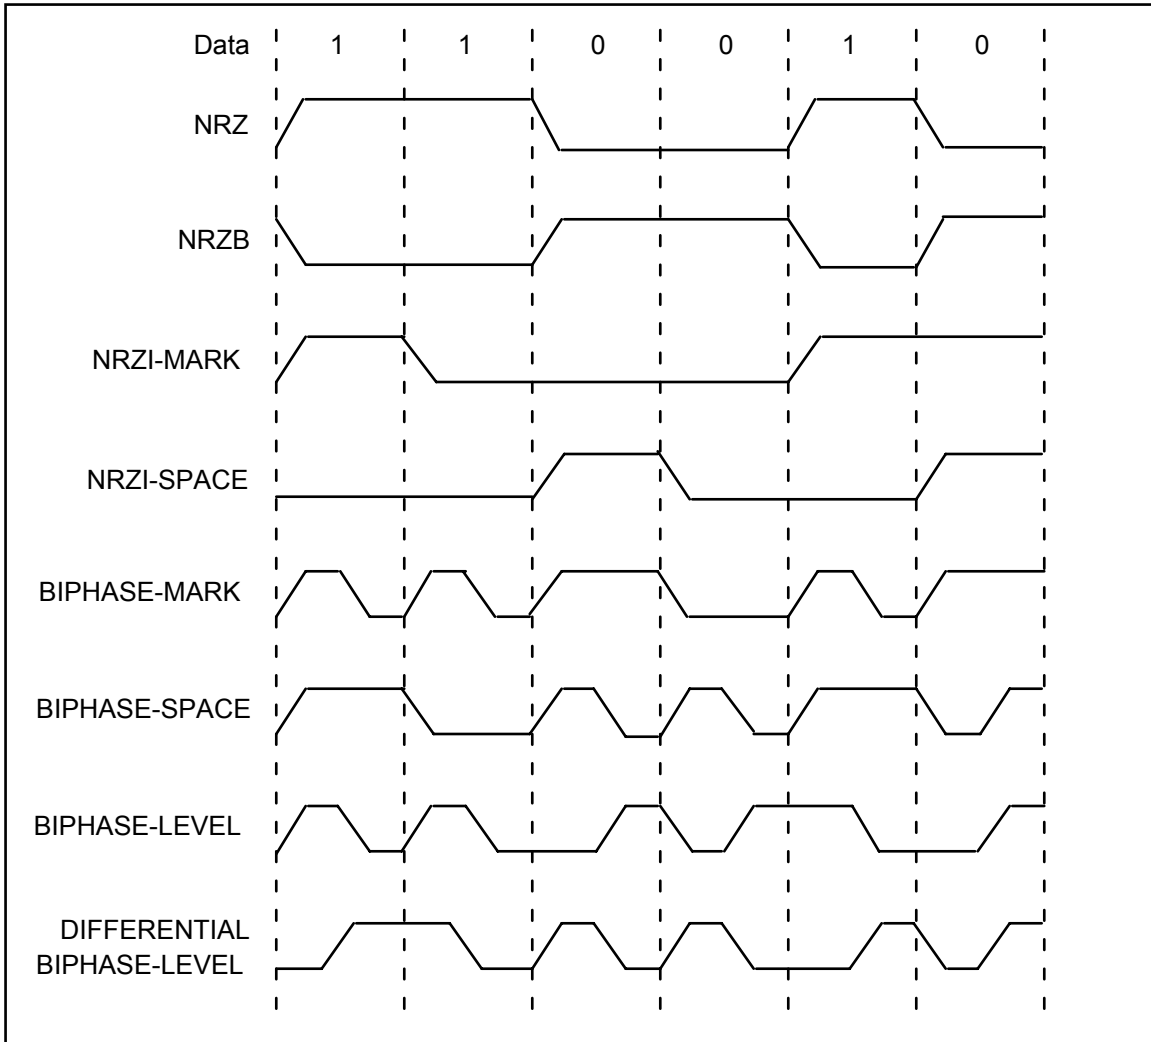 Data 1 1 0 0 1 0
NRZ
NRZB
NRZI-MARK
NRZI-SPACE
BIPHASE-MARK
BIPHASE-SPACE
BIPHASE-LEVEL
DIFFERENTIAL
BIPHASE-LEVEL